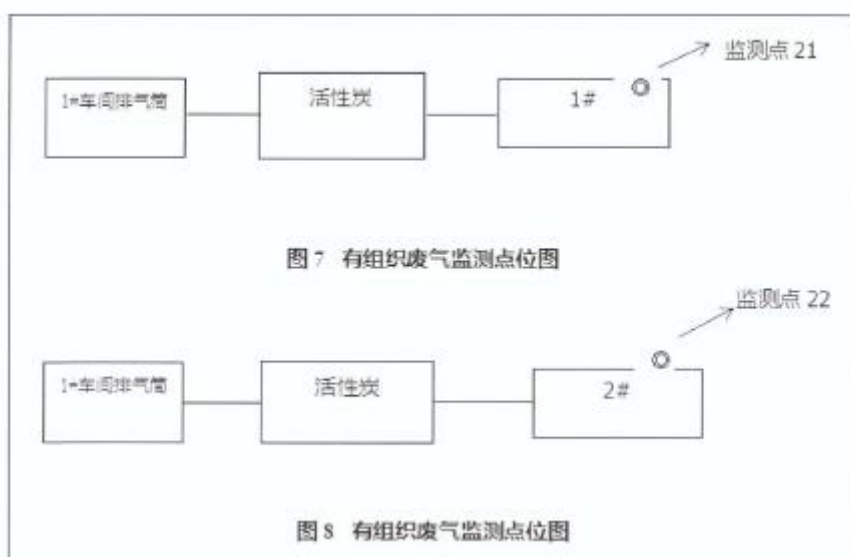 监测点 21
1#车间排气筒
活性炭
1#
图 7 有组织废气监测点位图
监测点 22
1#车间排气筒
活性炭
2#
图 8 有组织废气监测点位图